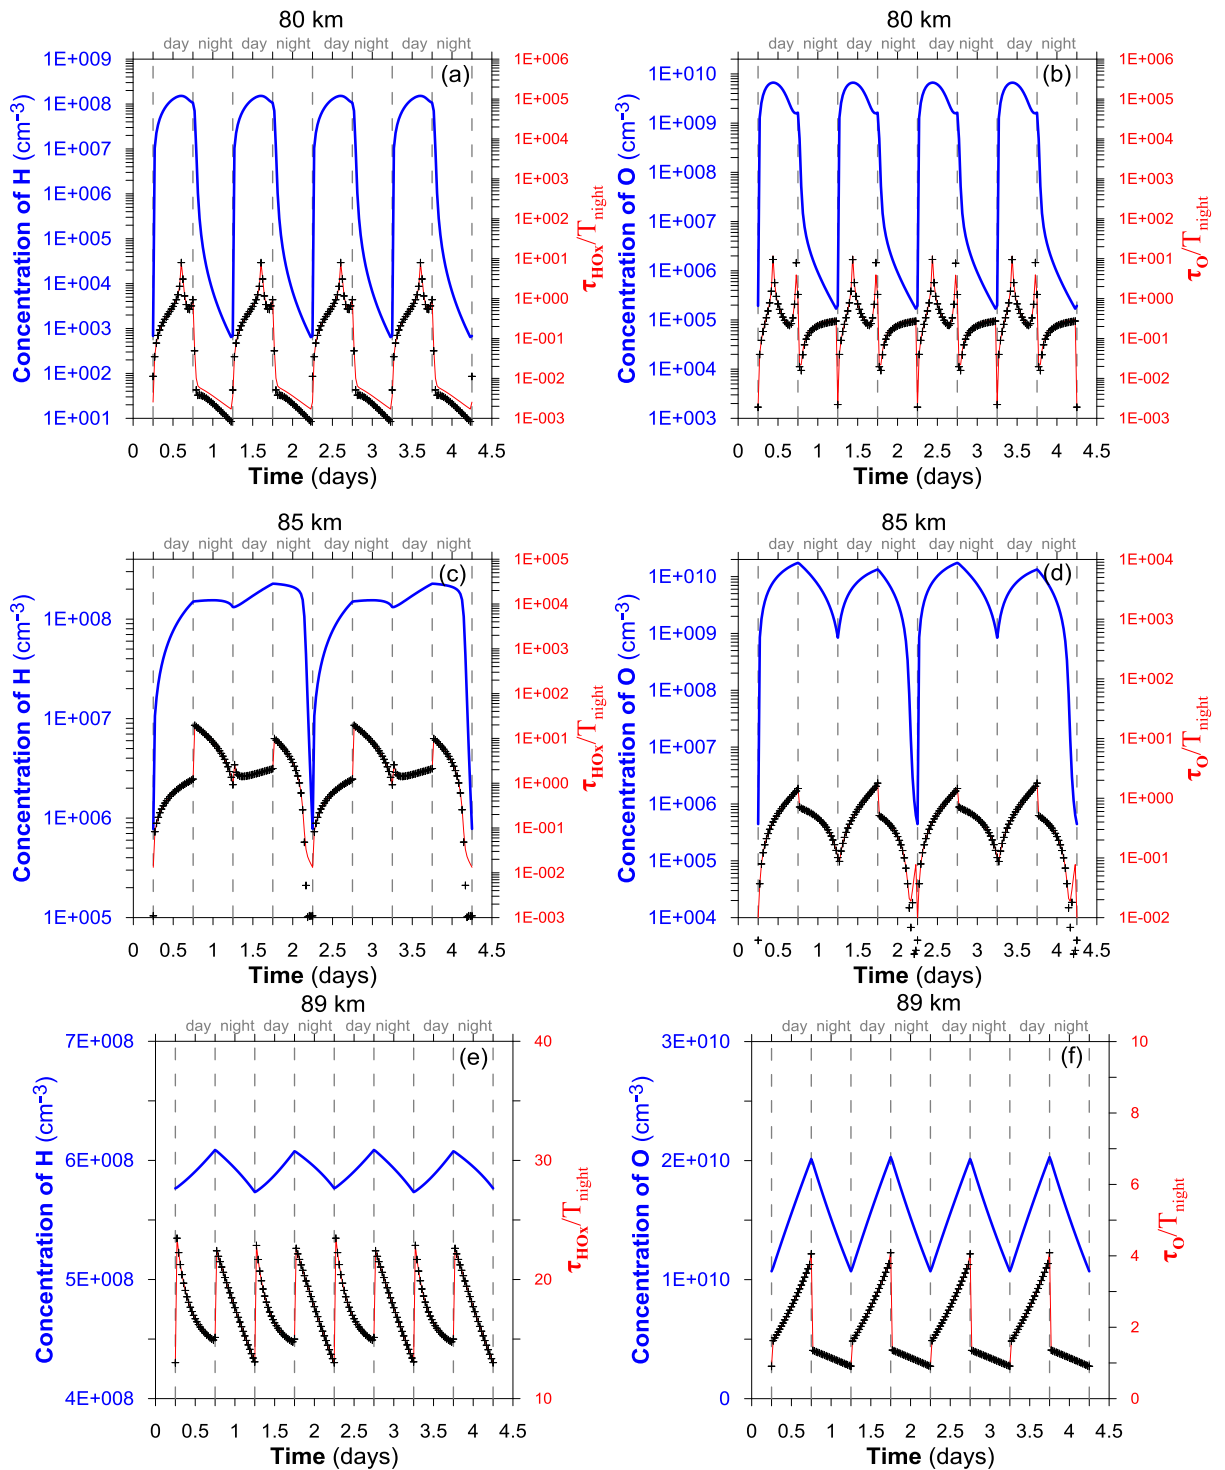 80 km
day night day night day night day night
(a)
1E+009
1E+008
1E+007
1E+006
1E+005
1E+004
1E+003
1E+002
1E+001
Concentration of H (cm-3)
1E+006
1E+005
1E+004
1E+003
1E+002
1E+001
1E+000
1E-001
1E-002
1E-003
τHOx/Tnight
0 0.5 1 1.5 2 2.5 3 3.5 4 4.5
Time (days)
80 km
day night day night day night day night
(b)
1E+010
1E+009
1E+008
1E+007
1E+006
1E+005
1E+004
1E+003
Concentration of O (cm-3)
1E+006
1E+005
1E+004
1E+003
1E+002
1E+001
1E+000
1E-001
1E-002
1E-003
τO/Tnight
0 0.5 1 1.5 2 2.5 3 3.5 4 4.5
Time (days)
85 km
day night day night day night day night
(c)
1E+008
1E+007
1E+006
1E+005
Concentration of H (cm-3)
1E+005
1E+004
1E+003
1E+002
1E+001
1E+000
1E-001
1E-002
1E-003
τHOx/Tnight
0 0.5 1 1.5 2 2.5 3 3.5 4 4.5
Time (days)
85 km
day night day night day night day night
(d)
1E+010
1E+009
1E+008
1E+007
1E+006
1E+005
1E+004
Concentration of O (cm-3)
1E+004
1E+003
1E+002
1E+001
1E+000
1E-001
1E-002
τO/Tnight
0 0.5 1 1.5 2 2.5 3 3.5 4 4.5
Time (days)
89 km
day night day night day night day night
(e)
7E+008
6E+008
5E+008
4E+008
Concentration of H (cm-3)
40
30
20
10
τHOx/Tnight
0 0.5 1 1.5 2 2.5 3 3.5 4 4.5
Time (days)
89 km
day night day night day night day night
(f)
3E+010
2E+010
1E+010
0
Concentration of O (cm-3)
10
8
6
4
2
0
τO/Tnight
0 0.5 1 1.5 2 2.5 3 3.5 4 4.5
Time (days)